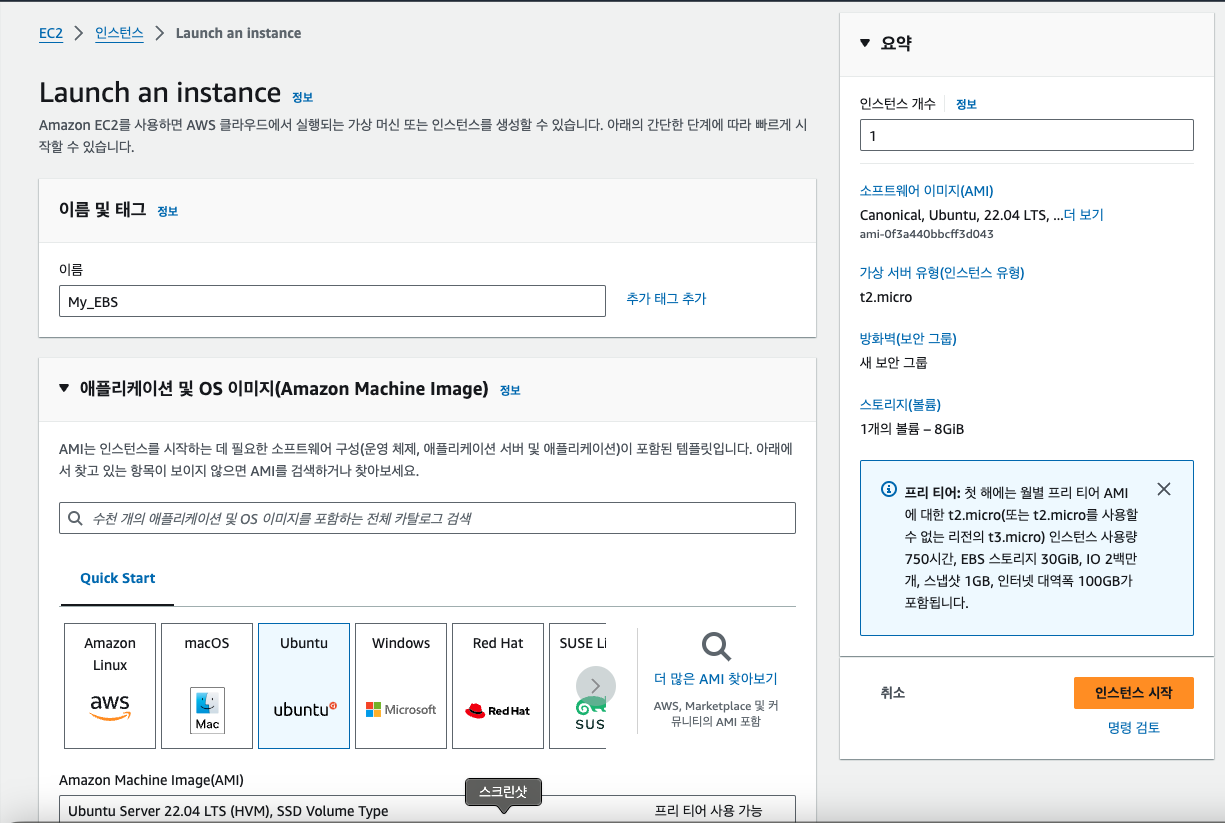 EC2 > 인스턴스 > Launch an instance
Launch an instance 정보
Amazon EC2를 사용하면 AWS 클라우드에서 실행되는 가상 머신 또는 인스턴스를 생성할 수 있습니다. 아래의 간단한 단계에 따라 빠르게 시
작할 수 있습니다.
이름 및 태그 정보
이름
My_EBS
추가 태그 추가
애플리케이션 및 OS 이미지(Amazon Machine Image) 정보
AMI는 인스턴스를 시작하는 데 필요한 소프트웨어 구성(운영 체제, 애플리케이션 서버 및 애플리케이션)이 포함된 템플릿입니다. 아래에
서 찾고 있는 항목이 보이지 않으면 AMI를 검색하거나 찾아보세요.
수천 개의 애플리케이션 및 OS 이미지를 포함하는 전체 카탈로그 검색
Quick Start
Amazon
Linux
aws
macOS
Mac
Ubuntu
ubuntu
Windows
Microsoft
Red Hat
Red Hat
SUSE Li
SUS
더 많은 AMI 찾아보기
AWS, Marketplace 및 커
뮤니티의 AMI 포함
Amazon Machine Image(AMI)
Ubuntu Server 22.04 LTS (HVM), SSD Volume Type
프리 티어 사용 가능
스크린샷
요약
인스턴스 개수 정보
1
소프트웨어 이미지(AMI)
Canonical, Ubuntu, 22.04 LTS, ...더 보기
ami-0f3a440bbcff3d043
가상 서버 유형(인스턴스 유형)
t2.micro
방화벽(보안 그룹)
새 보안 그룹
스토리지(볼륨)
1개의 볼륨 – 8GiB
프리 티어: 첫 해에는 월별 프리 티어 AMI
에 대한 t2.micro(또는 t2.micro를 사용할
수 없는 리전의 t3.micro) 인스턴스 사용량
750시간, EBS 스토리지 30GiB, IO 2백만
개, 스냅샷 1GB, 인터넷 대역폭 100GB가
포함됩니다.
취소
인스턴스 시작
명령 검토